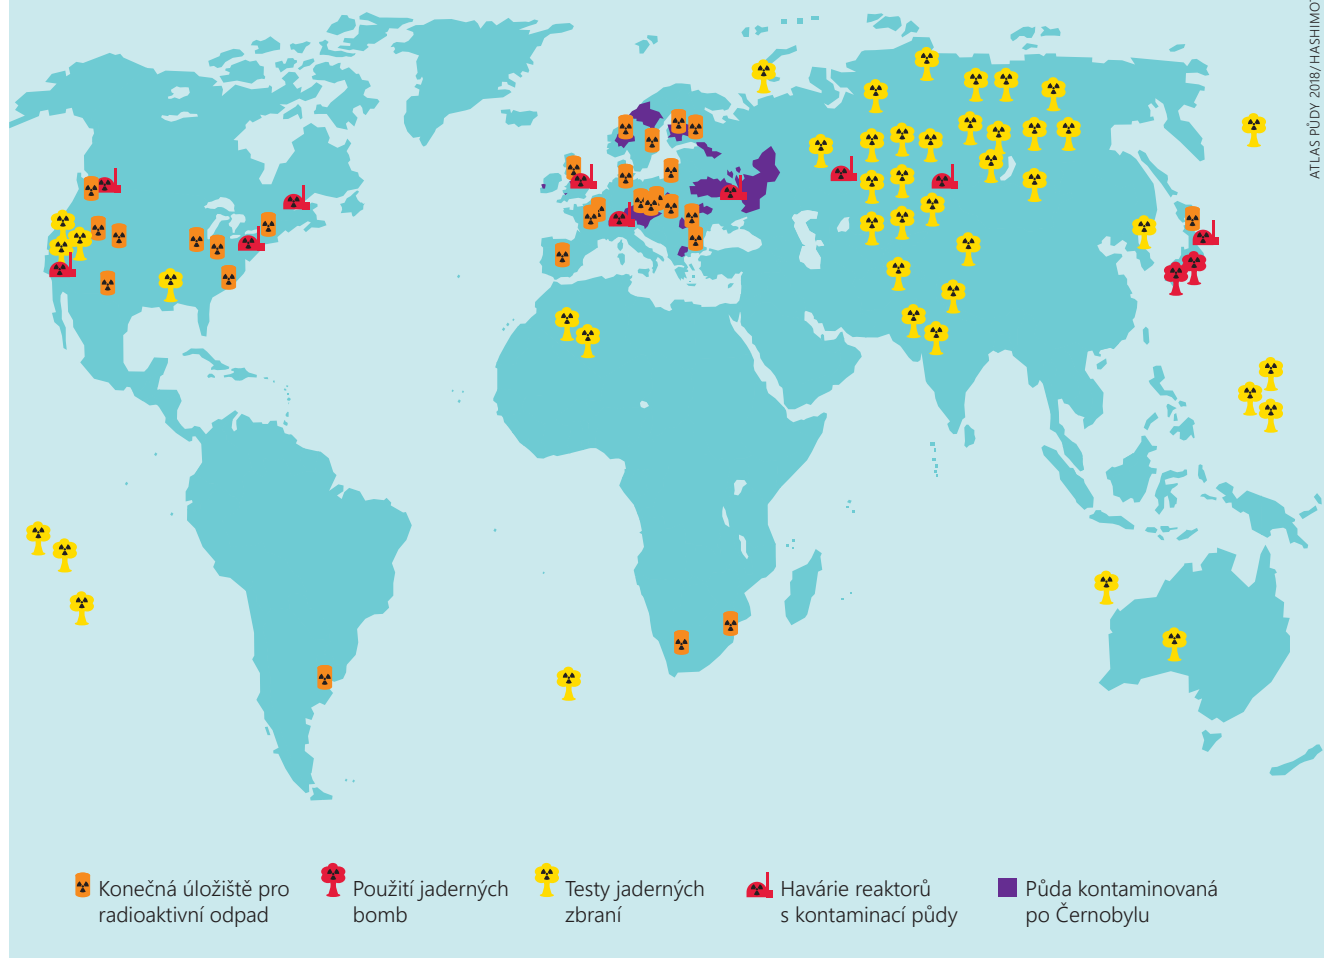 ATLAS PŮDY 2018/HASHIMOT
Konečná úložiště pro
radioaktivní odpad
Použití jaderných
bomb
Testy jaderných
zbraní
Havárie reaktorů
s kontaminací půdy
Půda kontaminovaná
po Černobylu